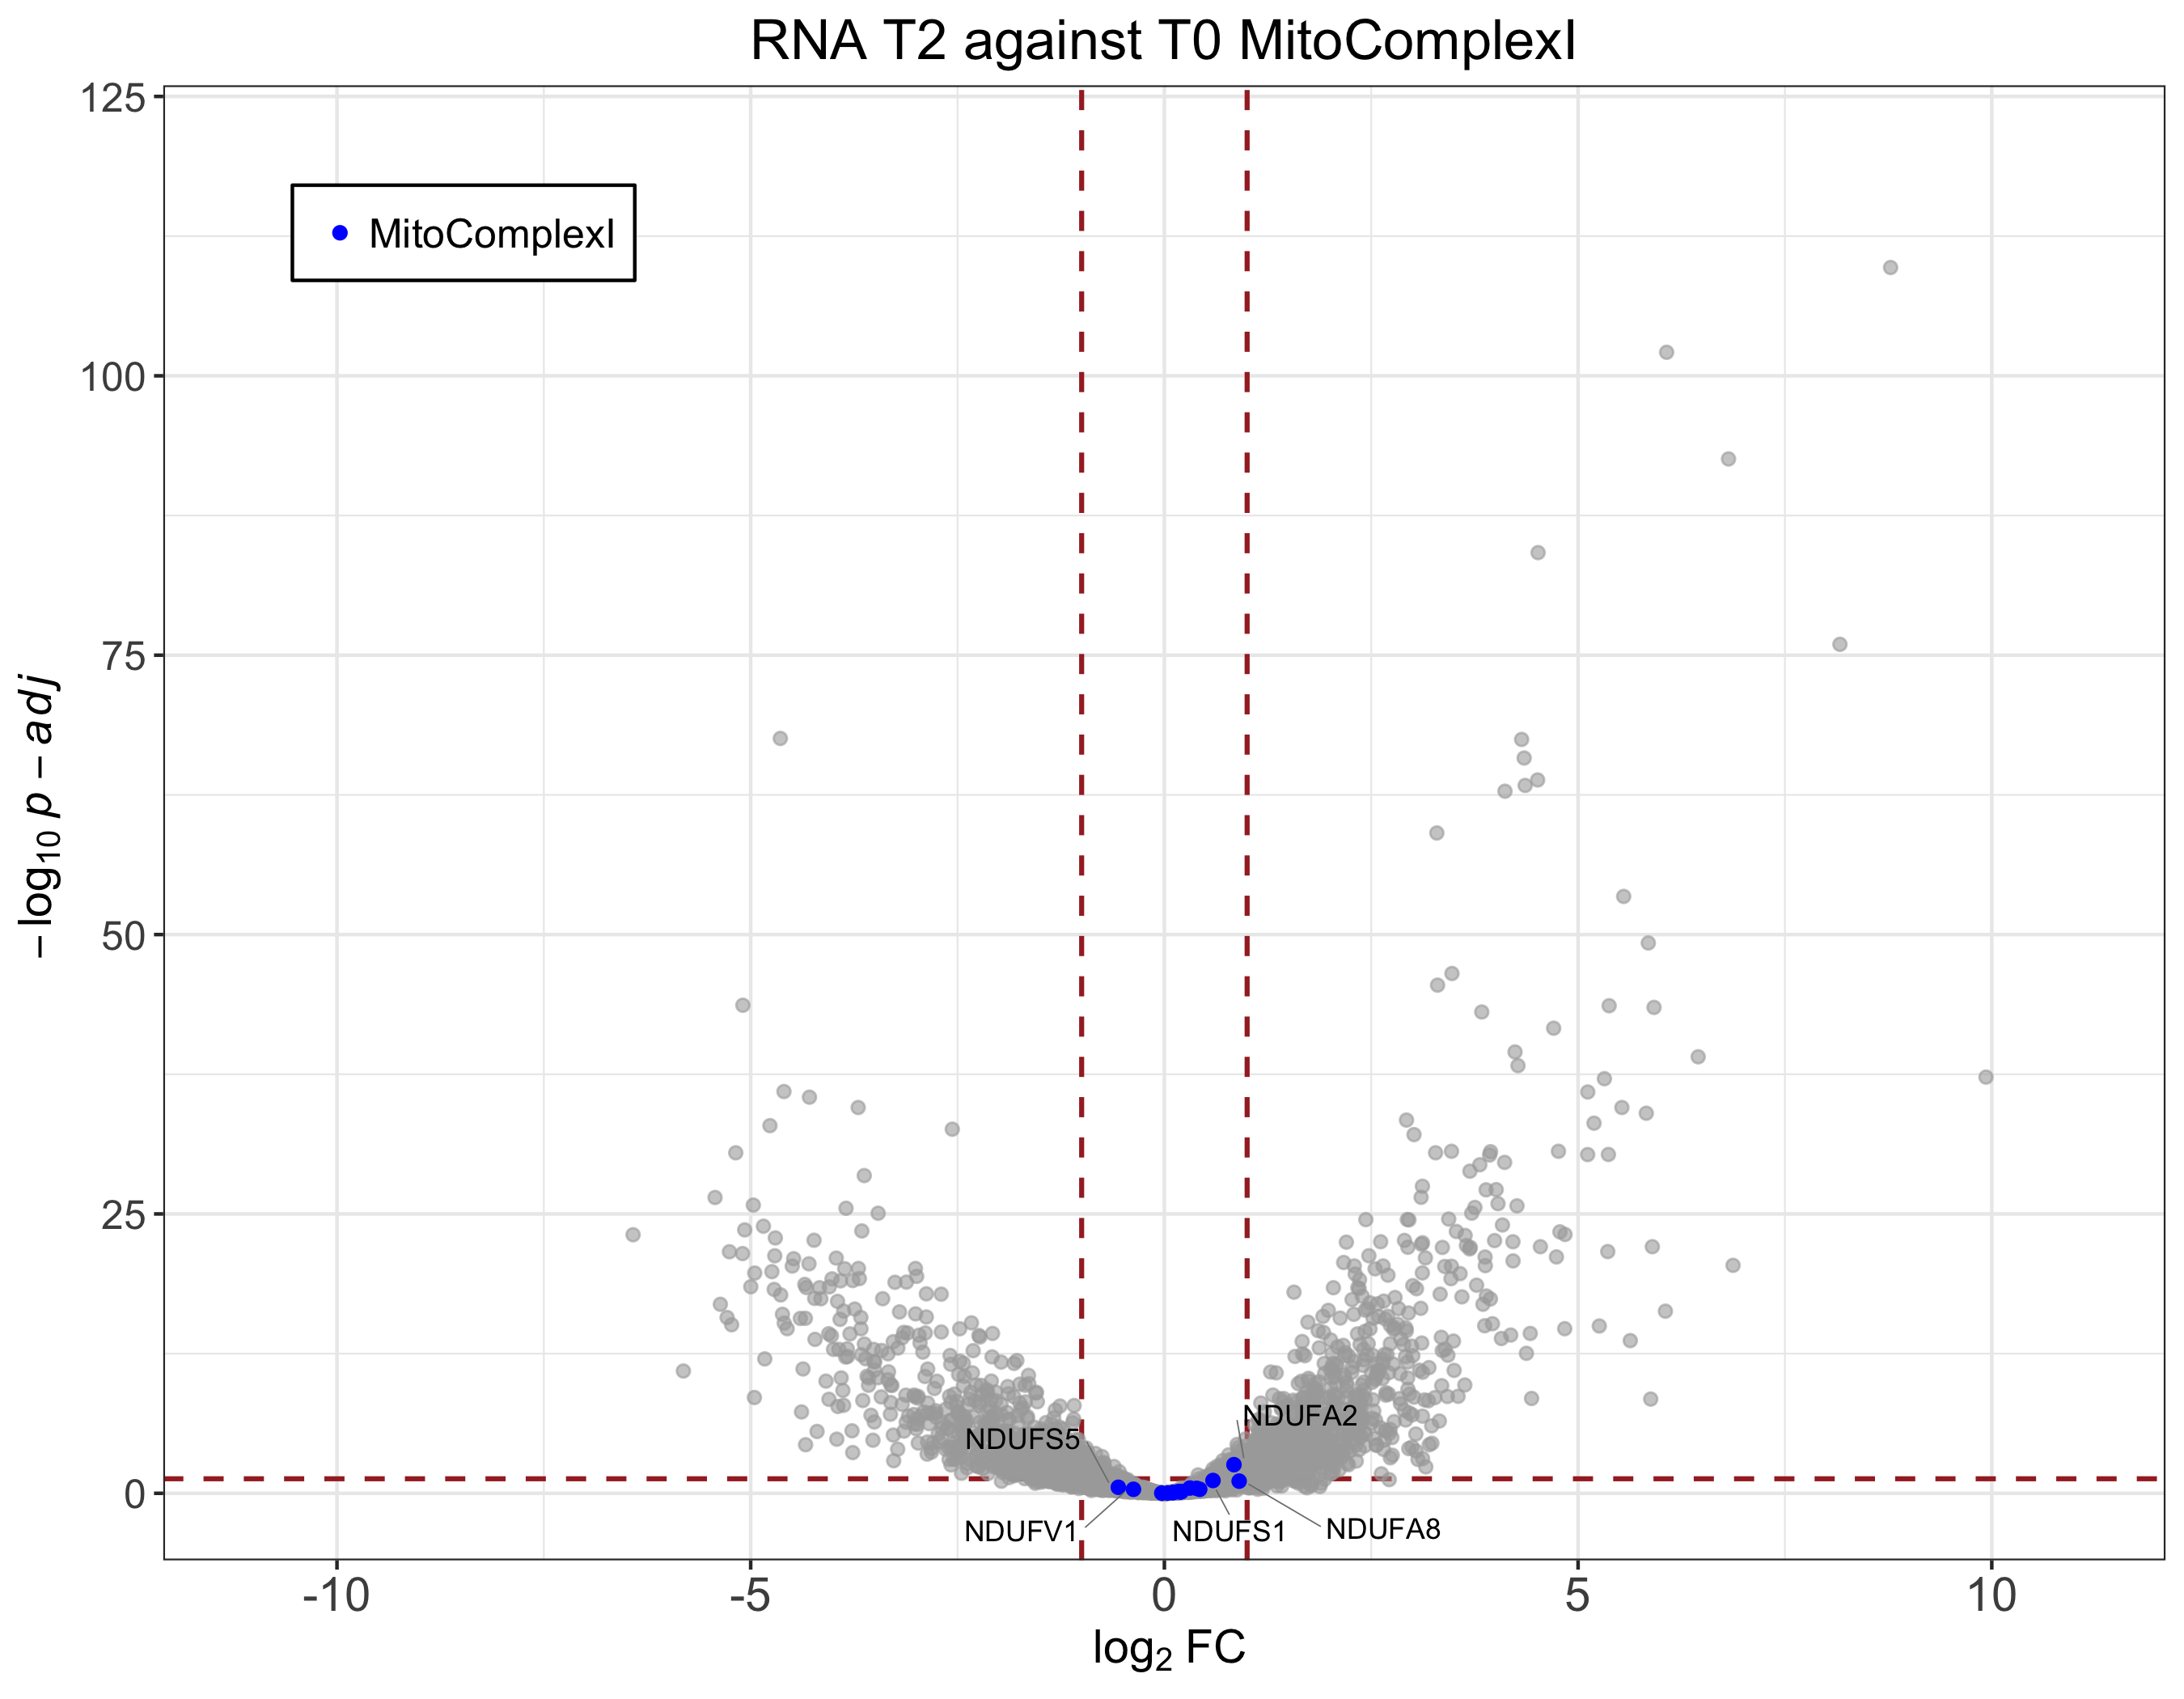 RNA T2 against T0 MitoComplexI
125
100
75
50
25
0
−log10 p − adj
MitoComplexI
NDUFA2
NDUFS5
NDUFV1
NDUFS1
NDUFA8
-10
-5
0
5
10
log2 FC